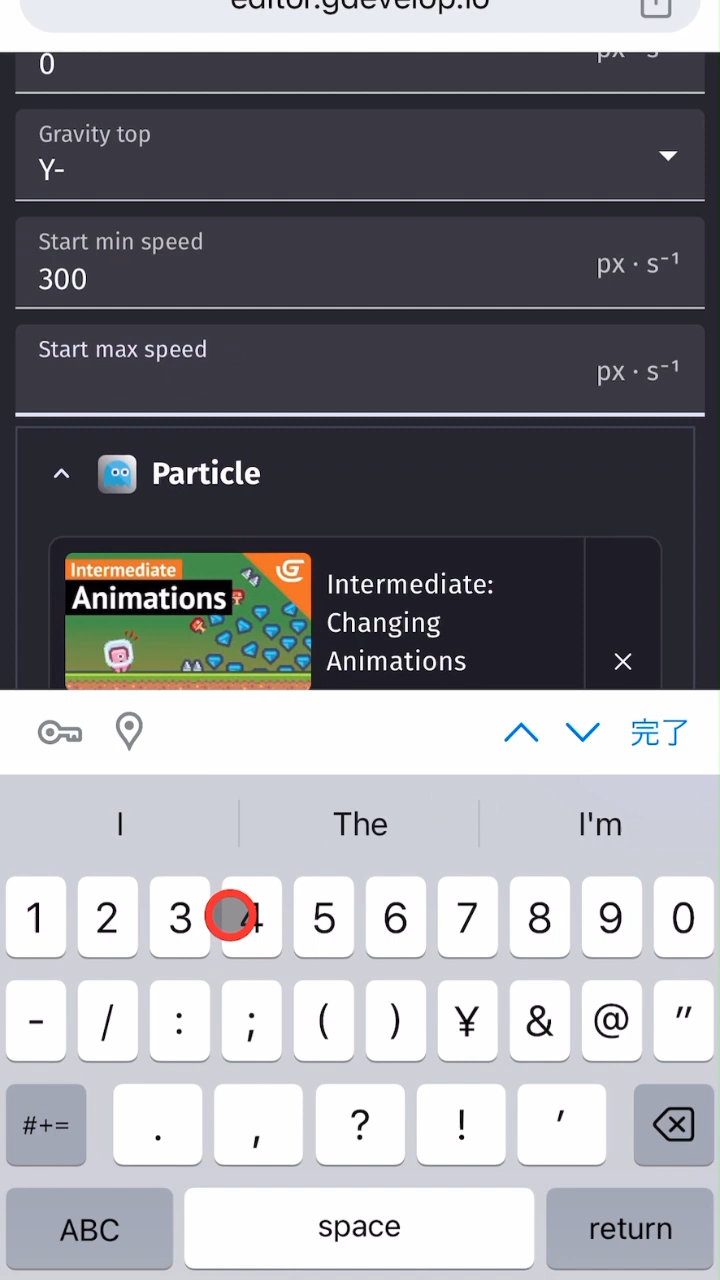 editor.gdevelop.io
0
px · s⁻¹
Gravity top
Y-
Start min speed
300
px · s⁻¹
Start max speed
px · s⁻¹
Particle
Intermediate
Animations
Intermediate:
Changing
Animations
完了
I The I'm
1 2 3 4 5 6 7 8 9 0
- / : ; ( ) ¥ & @ "
#+= . , ? ! '
ABC space return